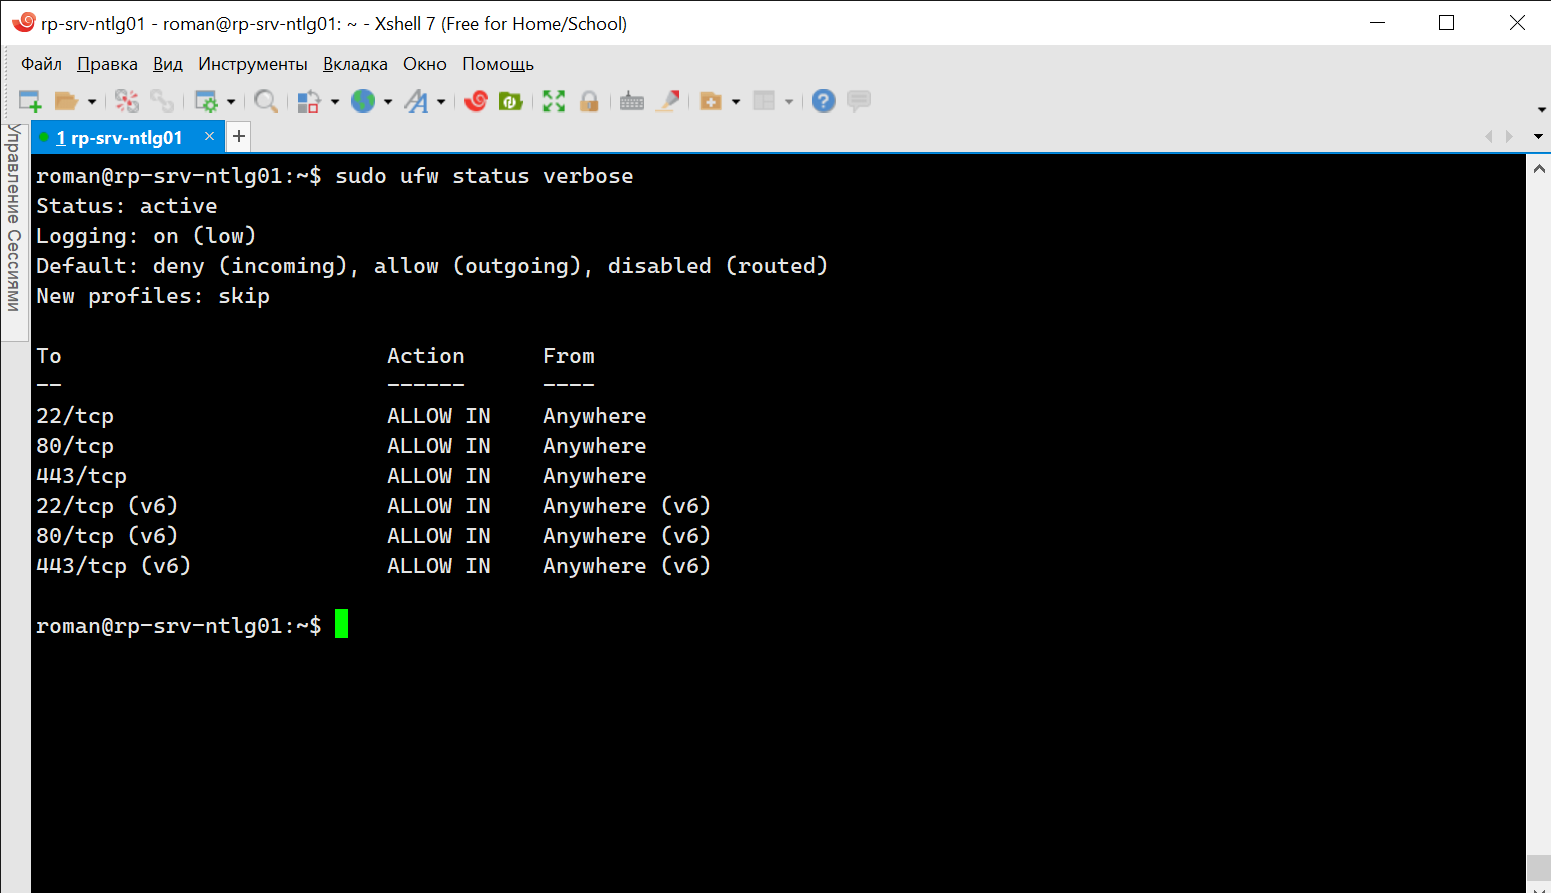 rp-srv-ntlg01 - roman@rp-srv-ntlg01: ~ - Xshell 7 (Free for Home/School)
Файл Правка Вид Инструменты Вкладка Окно Помощь
Управление Сессиями
1 rp-srv-ntlg01 × +
roman@rp-srv-ntlg01:~$ sudo ufw status verbose
Status: active
Logging: on (low)
Default: deny (incoming), allow (outgoing), disabled (routed)
New profiles: skip
To Action From
-- ------ ----
22/tcp ALLOW IN Anywhere
80/tcp ALLOW IN Anywhere
443/tcp ALLOW IN Anywhere
22/tcp (v6) ALLOW IN Anywhere (v6)
80/tcp (v6) ALLOW IN Anywhere (v6)
443/tcp (v6) ALLOW IN Anywhere (v6)
roman@rp-srv-ntlg01:~$